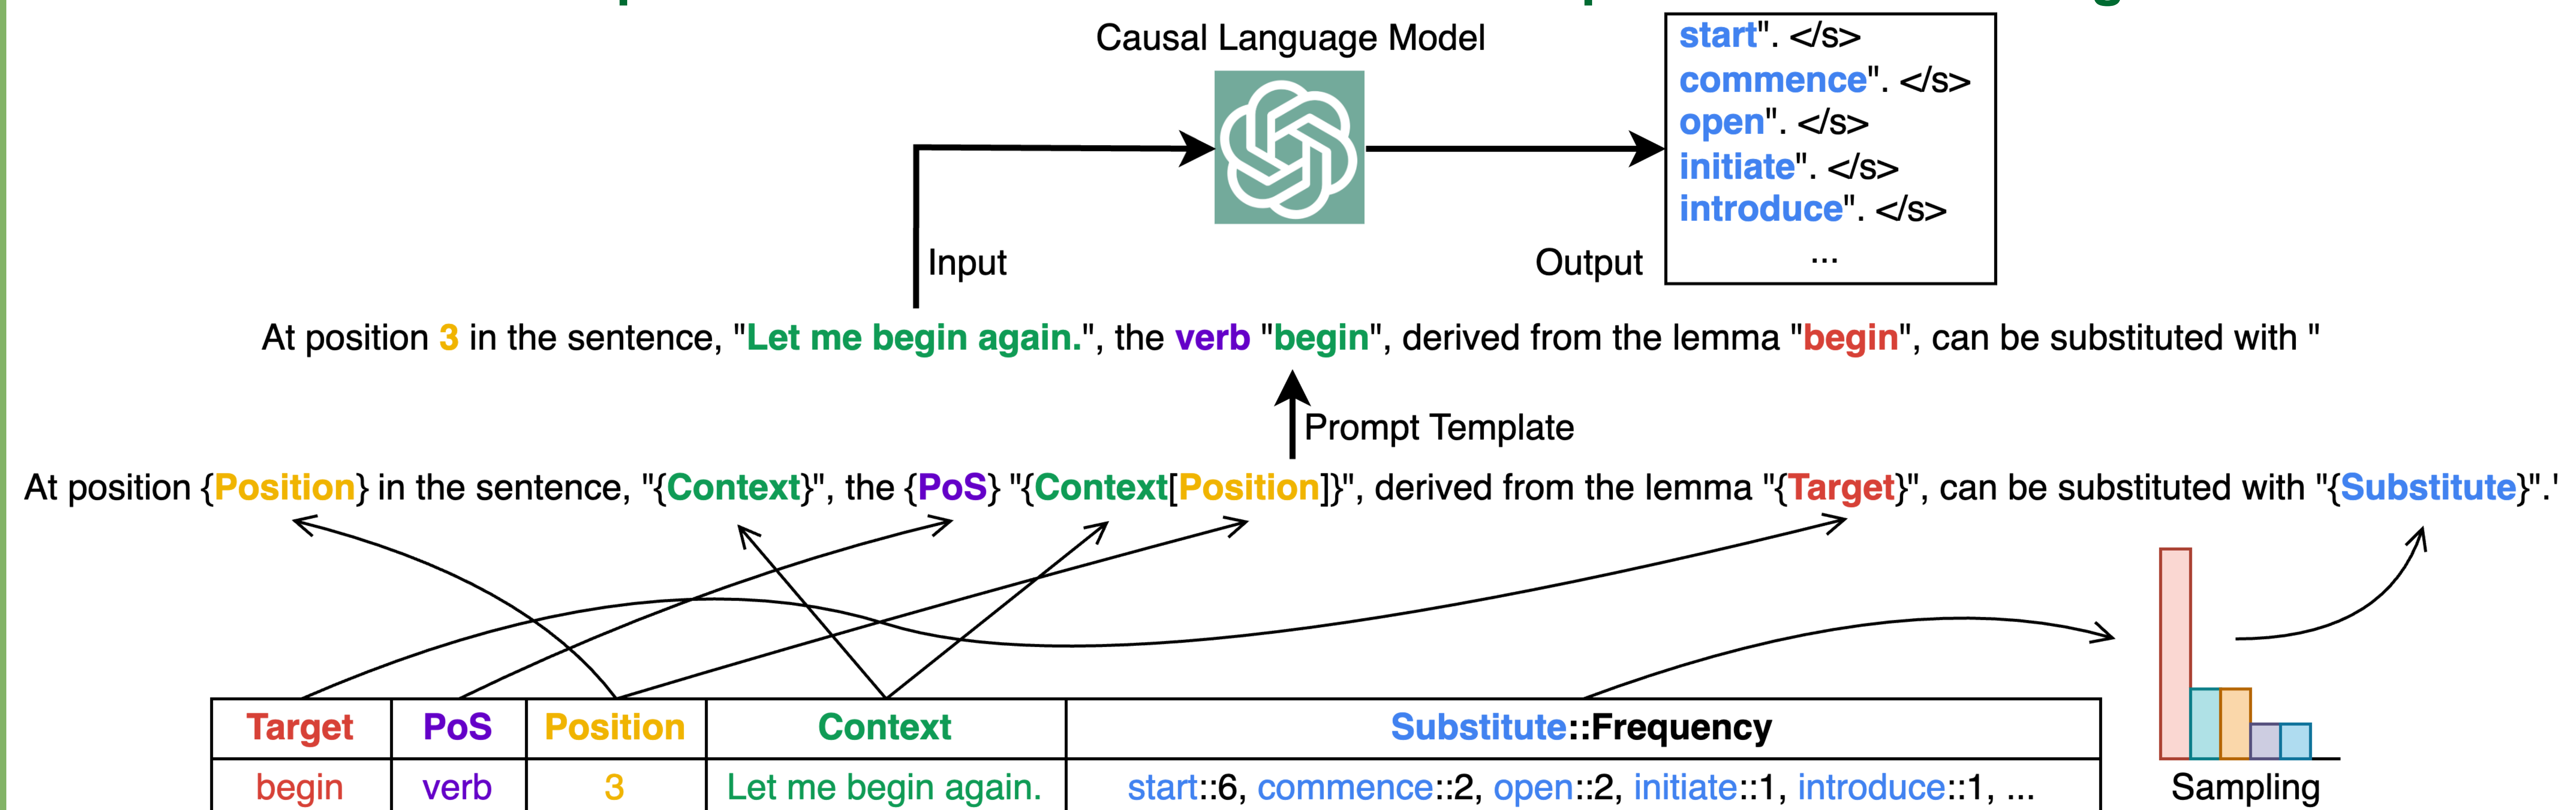 Causal Language Model
start". </s>
commence". </s>
open". </s>
initiate". </s>
introduce". </s>
...
Input
Output
At position 3 in the sentence, "Let me begin again.", the verb "begin", derived from the lemma "begin", can be substituted with "
Prompt Template
At position {Position} in the sentence, "{Context}", the {PoS} "{Context[Position]}", derived from the lemma "{Target}", can be substituted with "{Substitute}".'
Target PoS Position Context Substitute::Frequency
begin verb 3 Let me begin again. start::6, commence::2, open::2, initiate::1, introduce::1, ...
Sampling